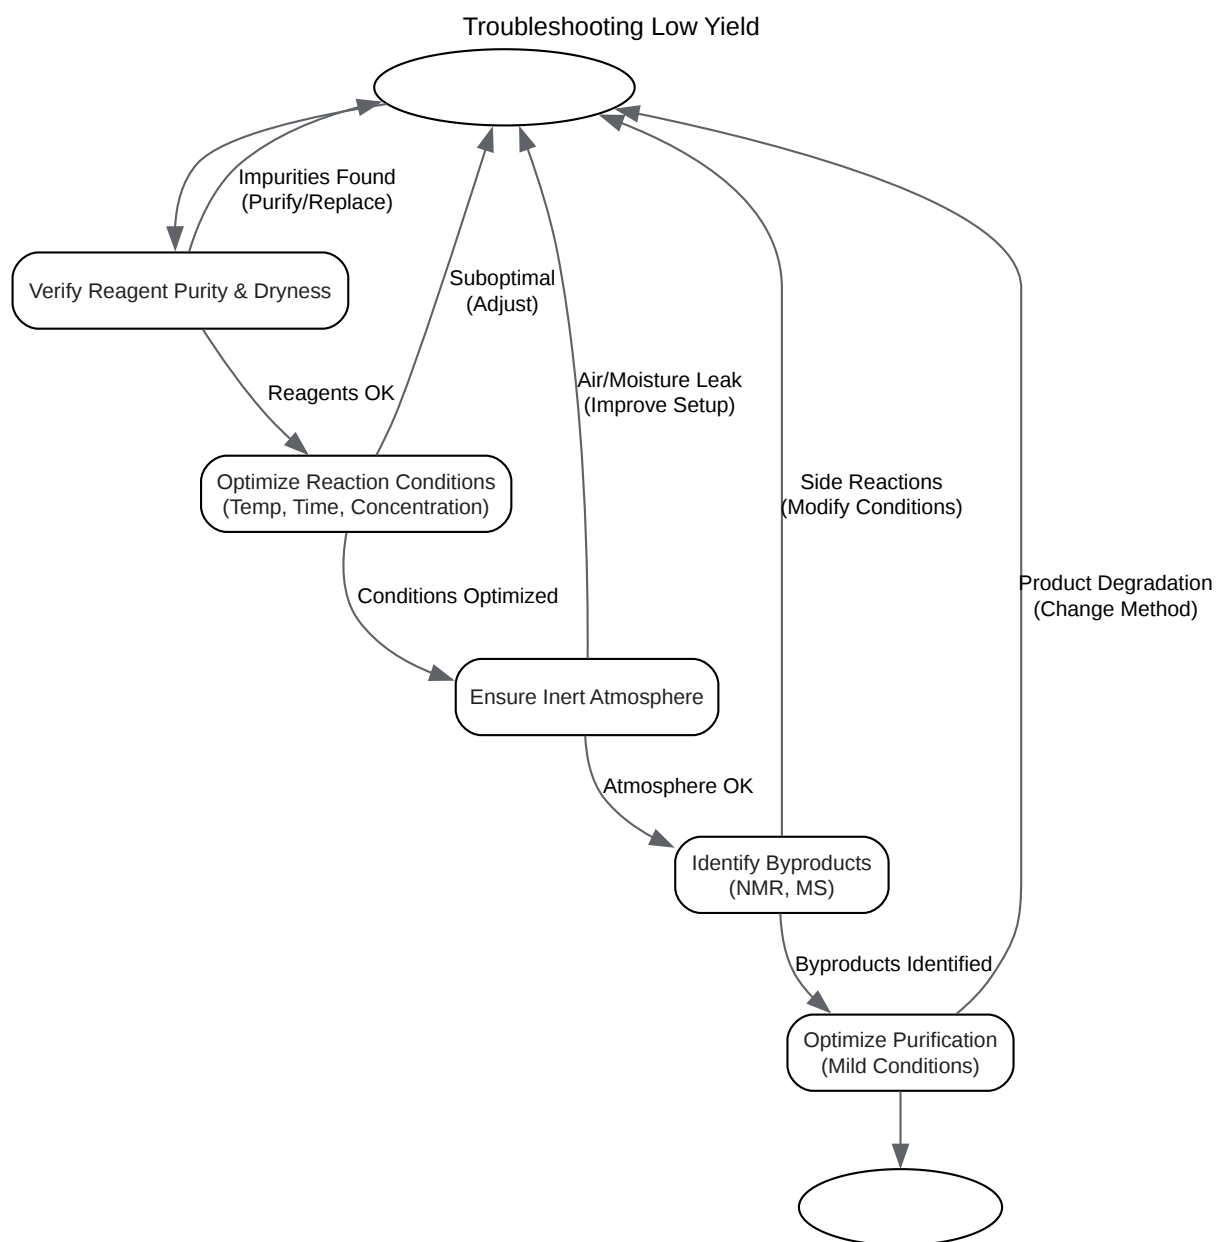 Troubleshooting Low Yield
Impurities Found
(Purify/Replace)
Verify Reagent Purity & Dryness
Suboptimal
(Adjust)
Reagents OK
Air/Moisture Leak
(Improve Setup)
Optimize Reaction Conditions
(Temp, Time, Concentration)
Side Reactions
(Modify Conditions)
Conditions Optimized
Product Degradation
(Change Method)
Ensure Inert Atmosphere
Atmosphere OK
Identify Byproducts
(NMR, MS)
Byproducts Identified
Optimize Purification
(Mild Conditions)